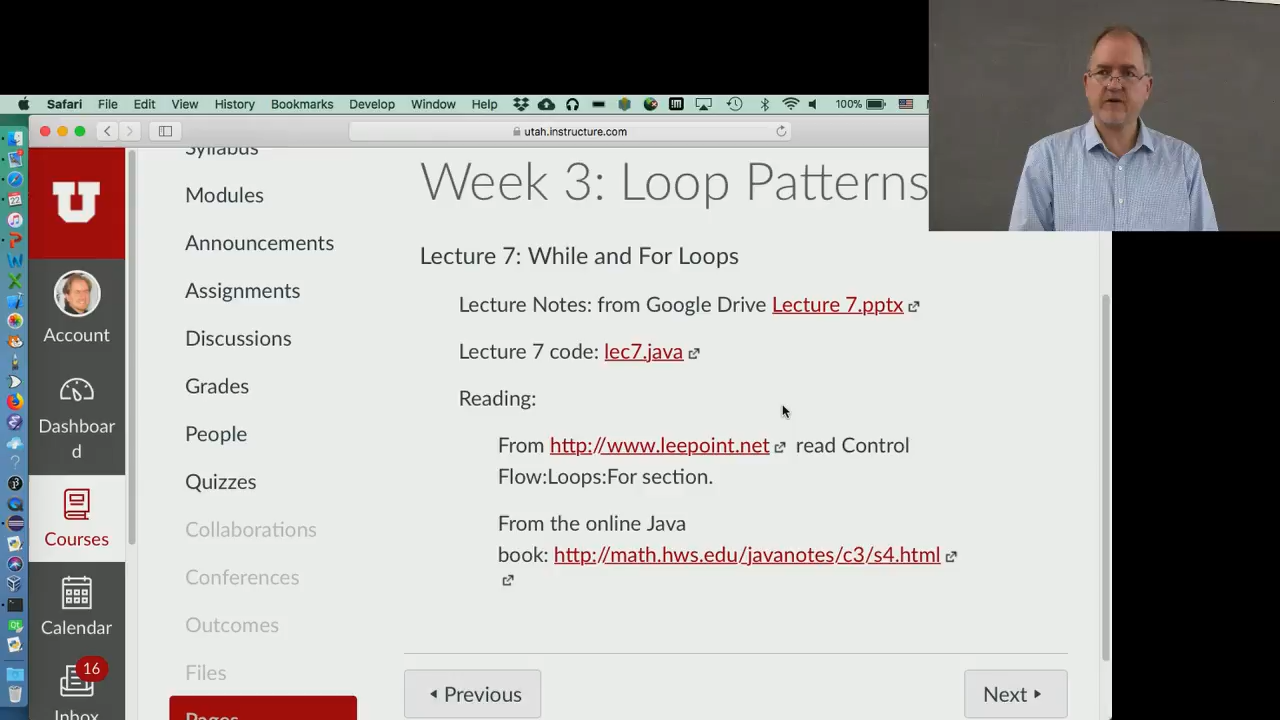 Safari File Edit View History Bookmarks Develop Window Help 100%
utah.instructure.com
U
Account
Dashboar
d
Courses
Calendar
16
Inbox
Syllabus
Modules
Announcements
Assignments
Discussions
Grades
People
Quizzes
Collaborations
Conferences
Outcomes
Files
Pages
Week 3: Loop Patterns
Lecture 7: While and For Loops
Lecture Notes: from Google Drive Lecture 7.pptx
Lecture 7 code: lec7.java
Reading:
From http://www.leepoint.net read Control
Flow:Loops:For section.
From the online Java
book: http://math.hws.edu/javanotes/c3/s4.html
Previous
Next